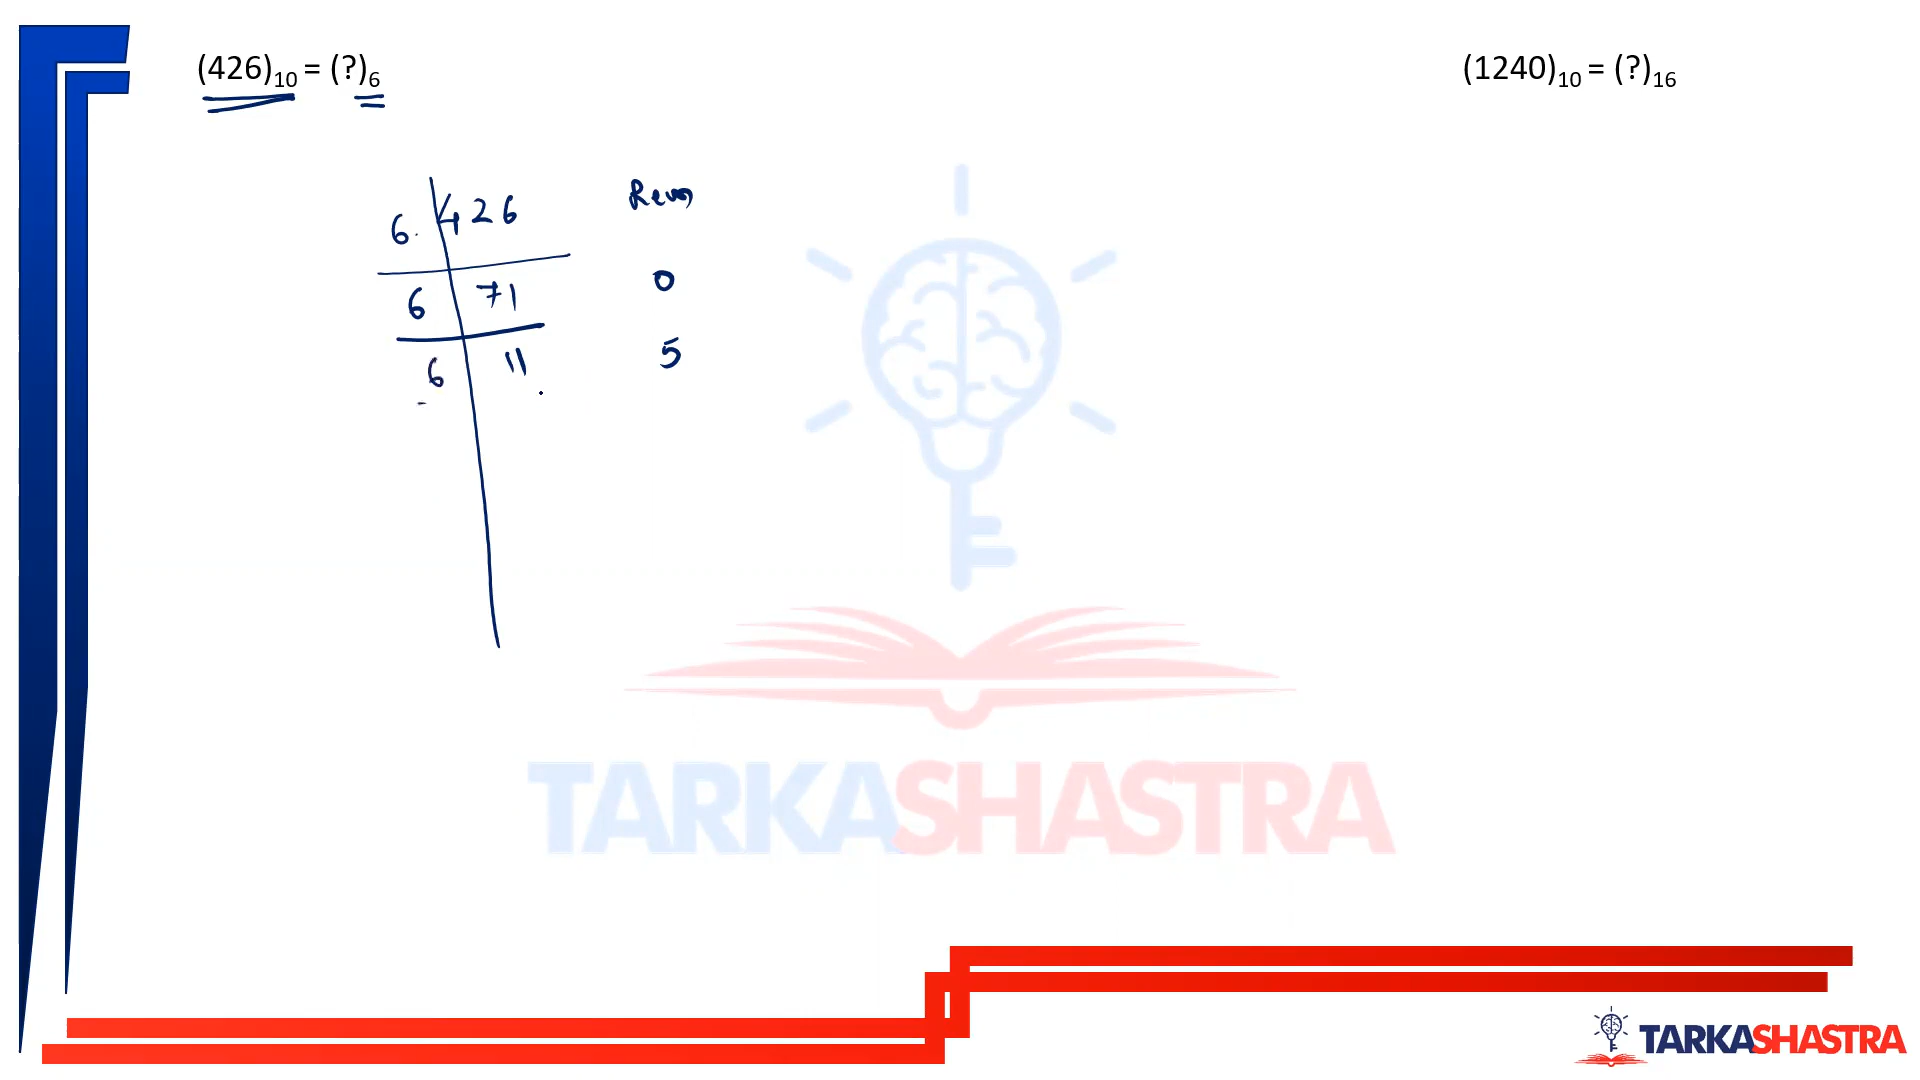 (426)10 = (?)6
(1240)10 = (?)16
6 426 Rem
6 71 0
6 11 5
TARKASHASTRA
TARKASHASTRA